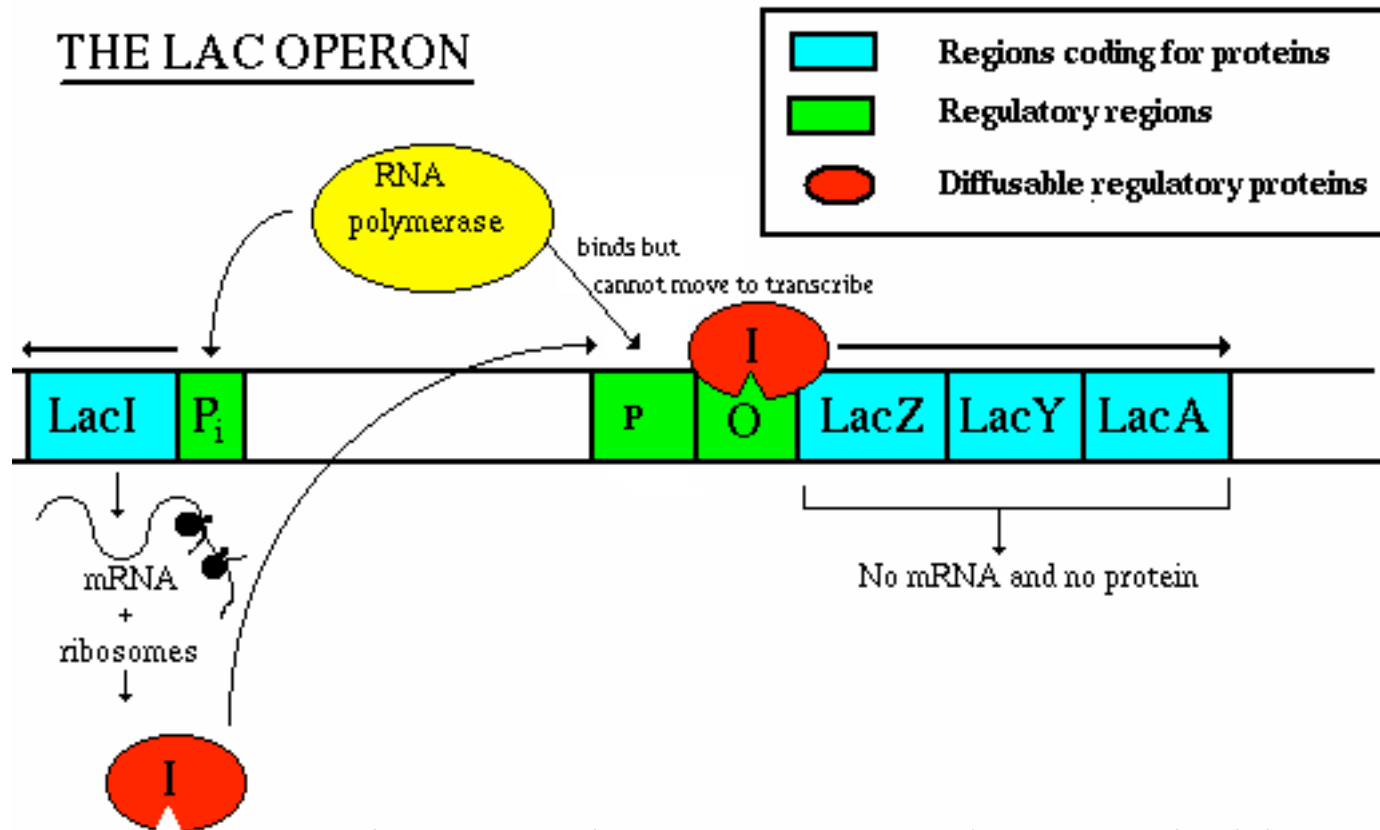 THE LAC OPERON
Regions coding for proteins
Regulatory regions
Diffusable regulatory proteins
RNA
polymerase
binds but
cannot move to transcribe
I
LacI
Pi
P
O
LacZ
LacY
LacA
mRNA
+
ribosomes
No mRNA and no protein
I